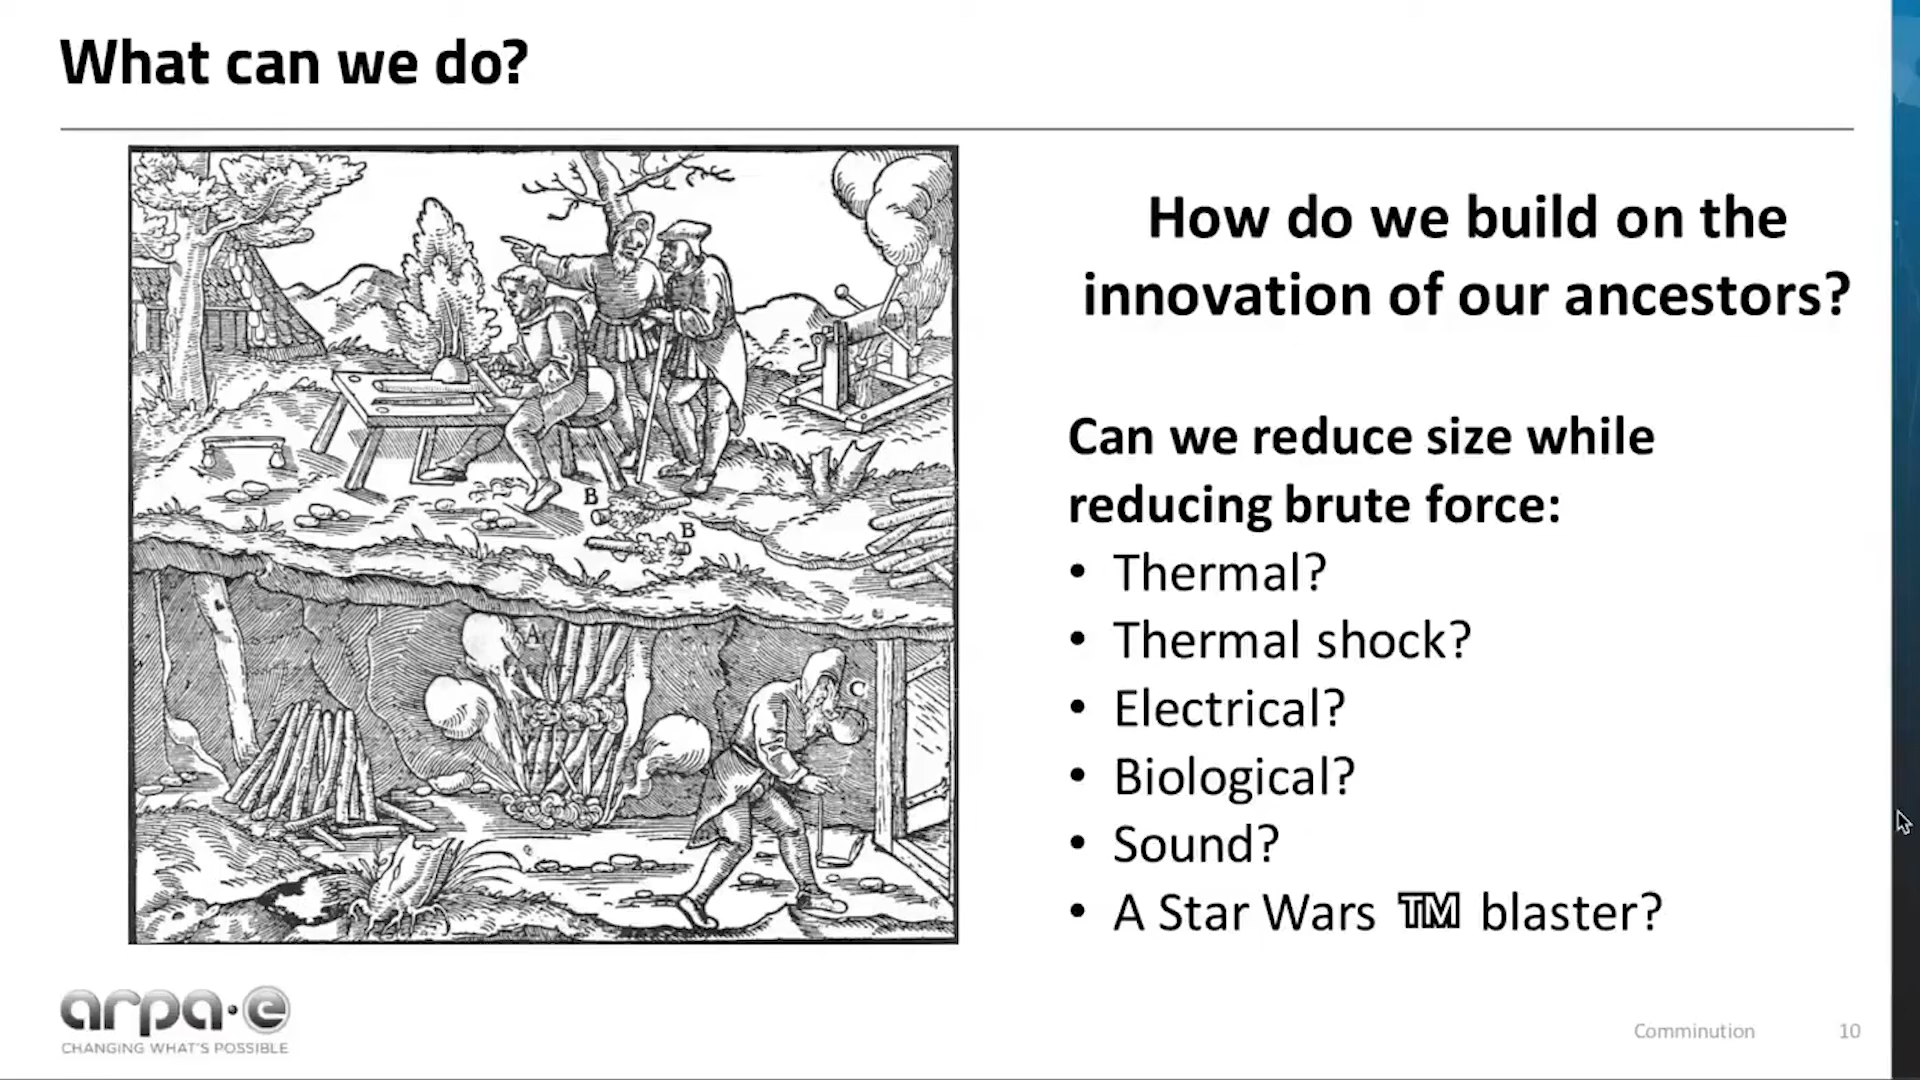 What can we do?
B
B
A
C
How do we build on the
innovation of our ancestors?
Can we reduce size while
reducing brute force:
• Thermal?
• Thermal shock?
• Electrical?
• Biological?
• Sound?
• A Star Wars ™ blaster?
arpa·e
CHANGING WHAT'S POSSIBLE
Comminution
10